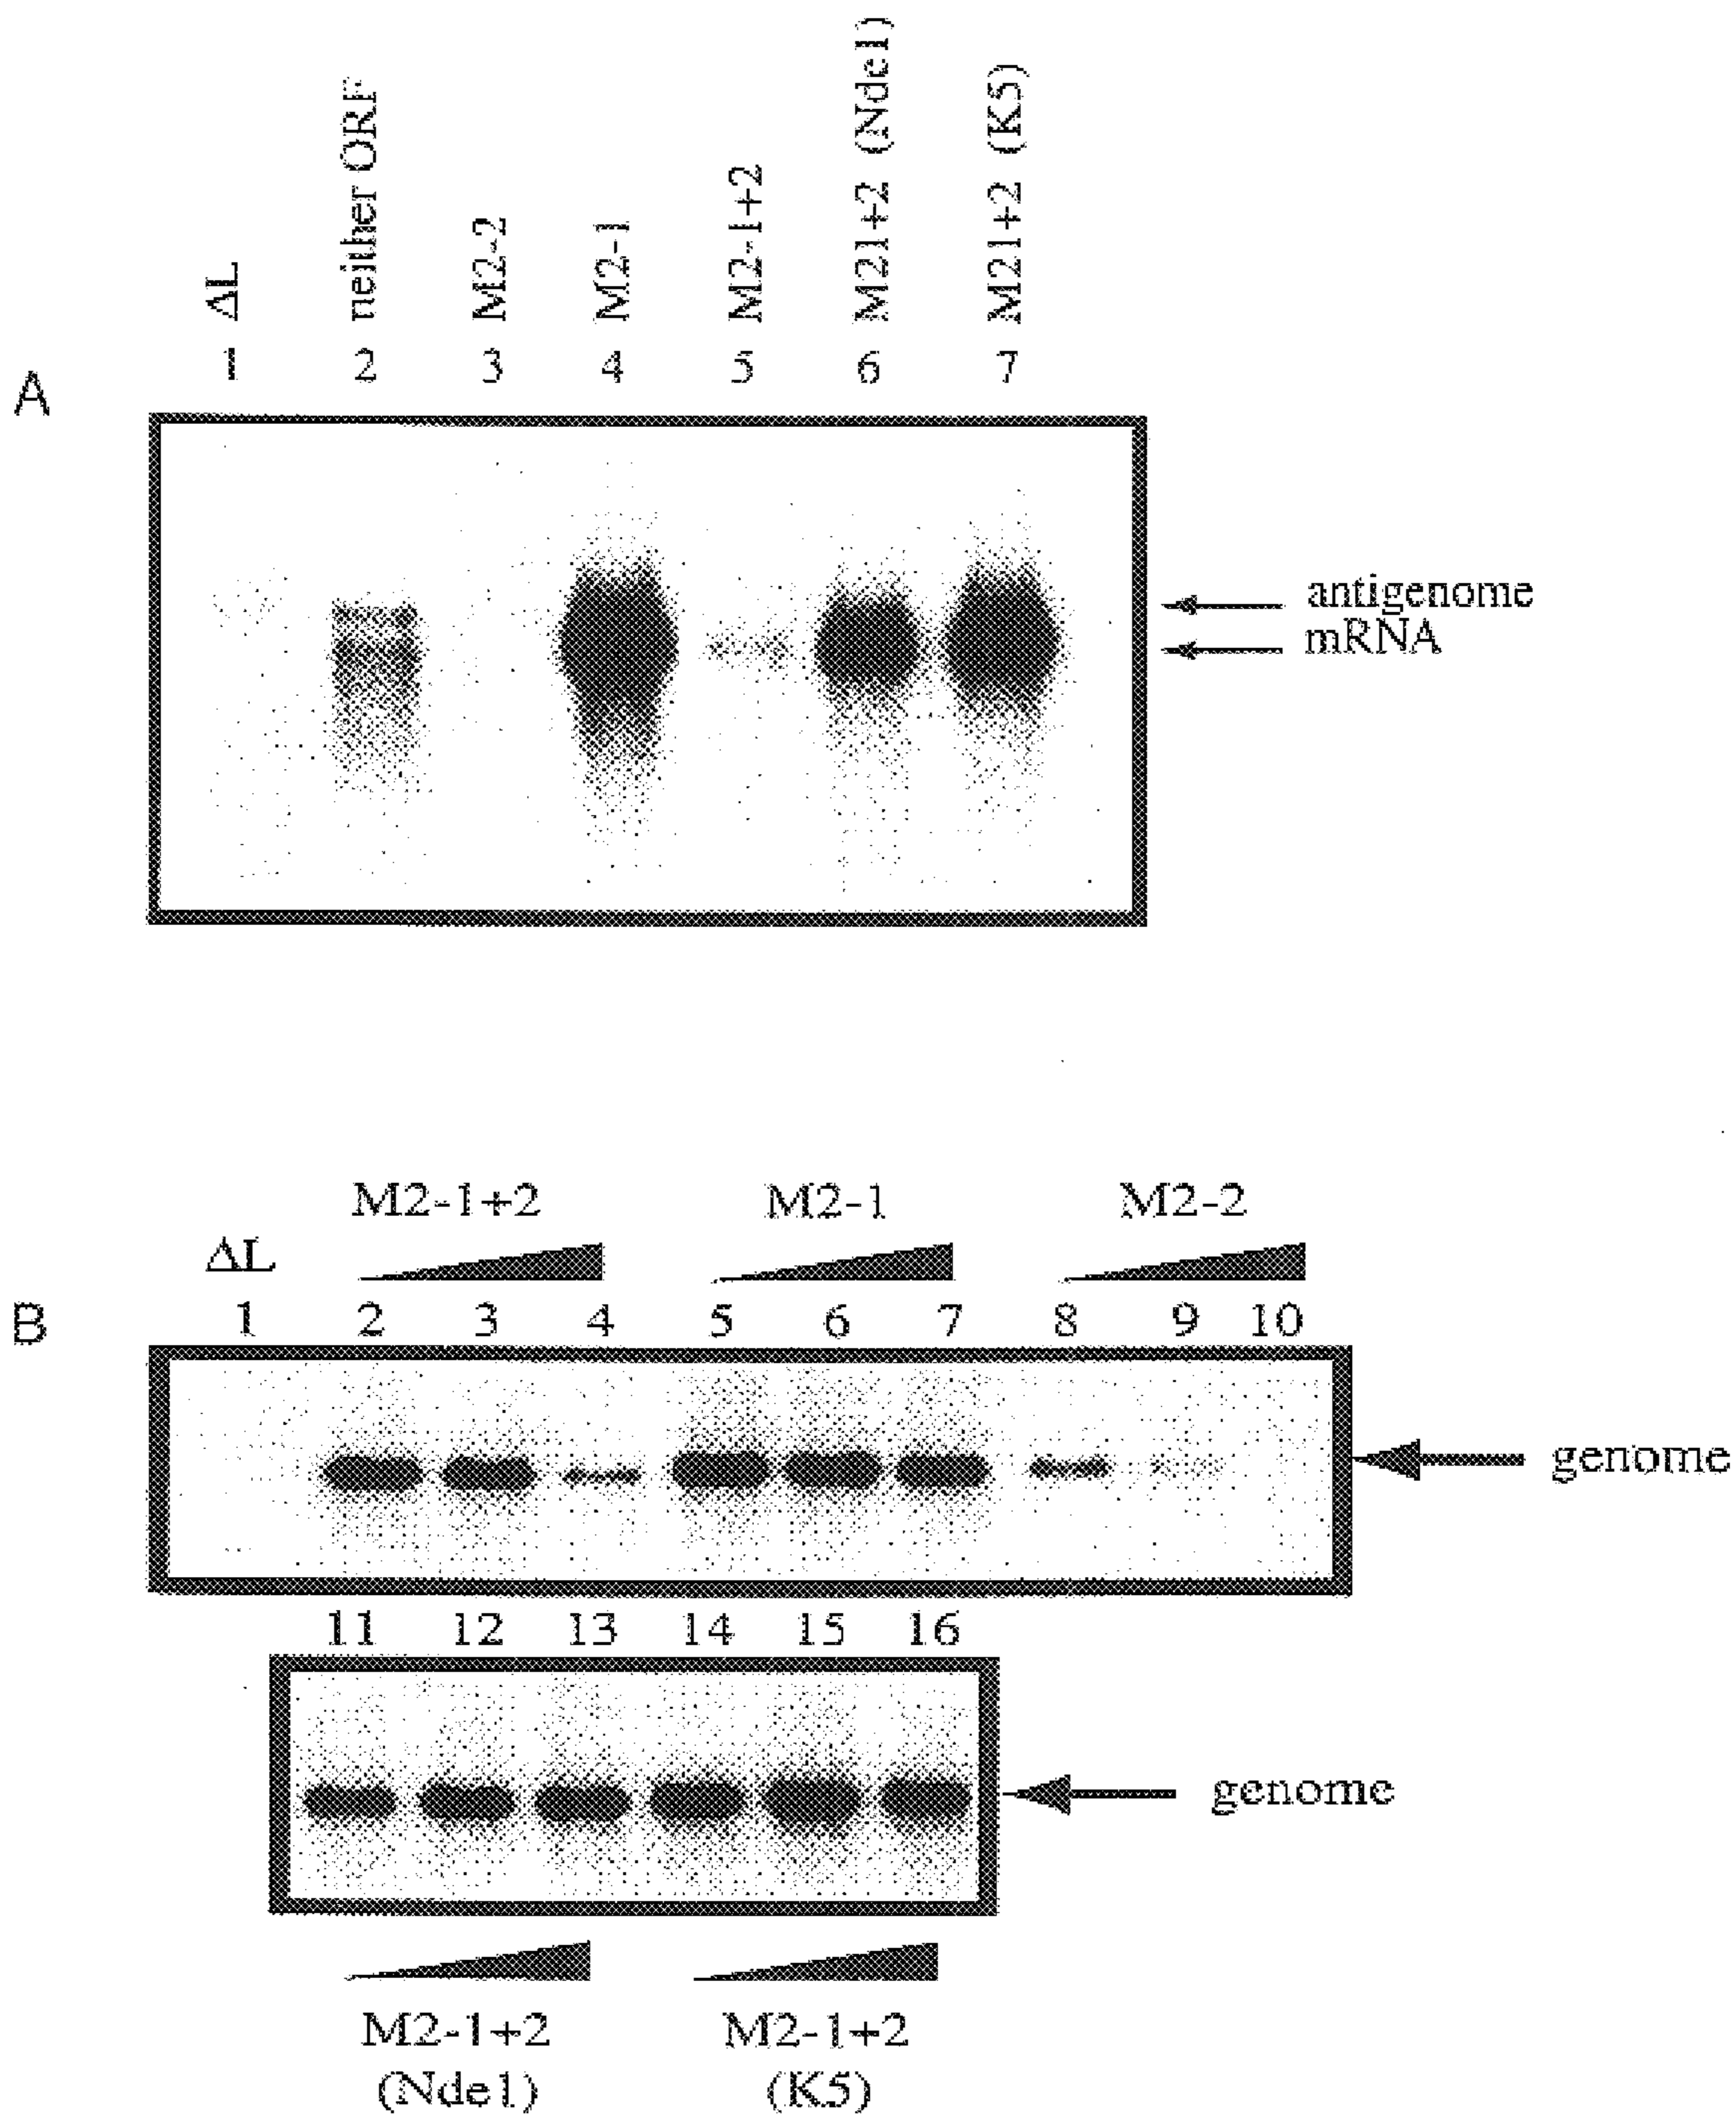 ΔL
neither ORF
M2-2
M2-1
M2-1+2
M21+2 (Nde1)
M21+2 (K5)
1 2 3 4 5 6 7
A
antigenome
mRNA
M2-1+2 M2-1 M2-2
ΔL
B
1 2 3 4 5 6 7 8 9 10
genome
11 12 13 14 15 16
genome
M2-1+2 M2-1+2
(Nde1) (K5)